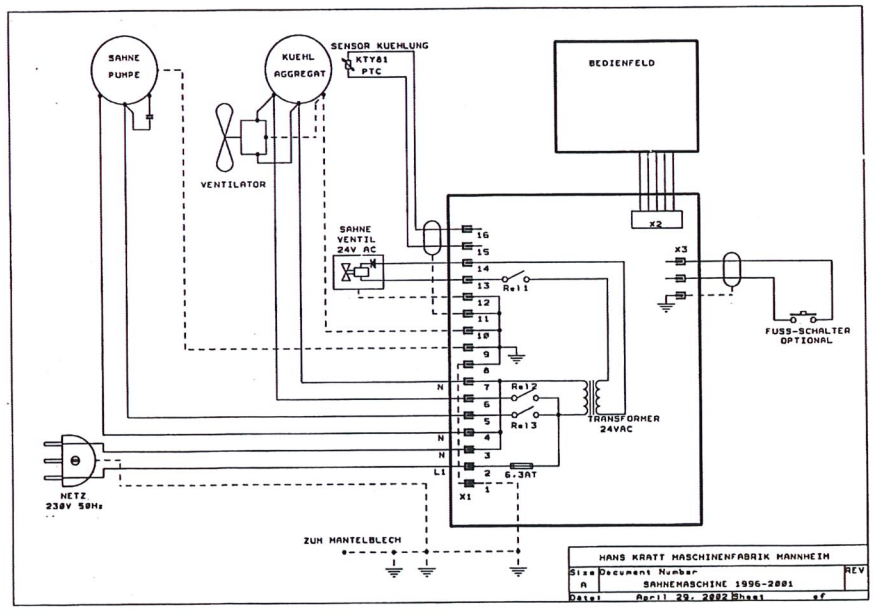 SAHNE
PUMPE
KUEHL
AGGREGAT
SENSOR KUEHLUNG
KTY81
PTC
BEDIENFELD
VENTILATOR
SAHNE
VENTIL
24V AC
X2
X3
16
15
14
13
Rel1
12
11
10
9
8
N
7
Rel2
6
5
Rel3
N
4
N
3
L1
2
6,3AT
X1
1
TRANSFORMER
24VAC
FUSS-SCHALTER
OPTIONAL
NETZ
230V 50Hz
ZUM MANTELBLECH
HANS KRATT MASCHINENFABRIK MANNHEIM
Size Document Number REV
A SAHNEMASCHINE 1996-2001
Date: April 29, 2002 Sheet of